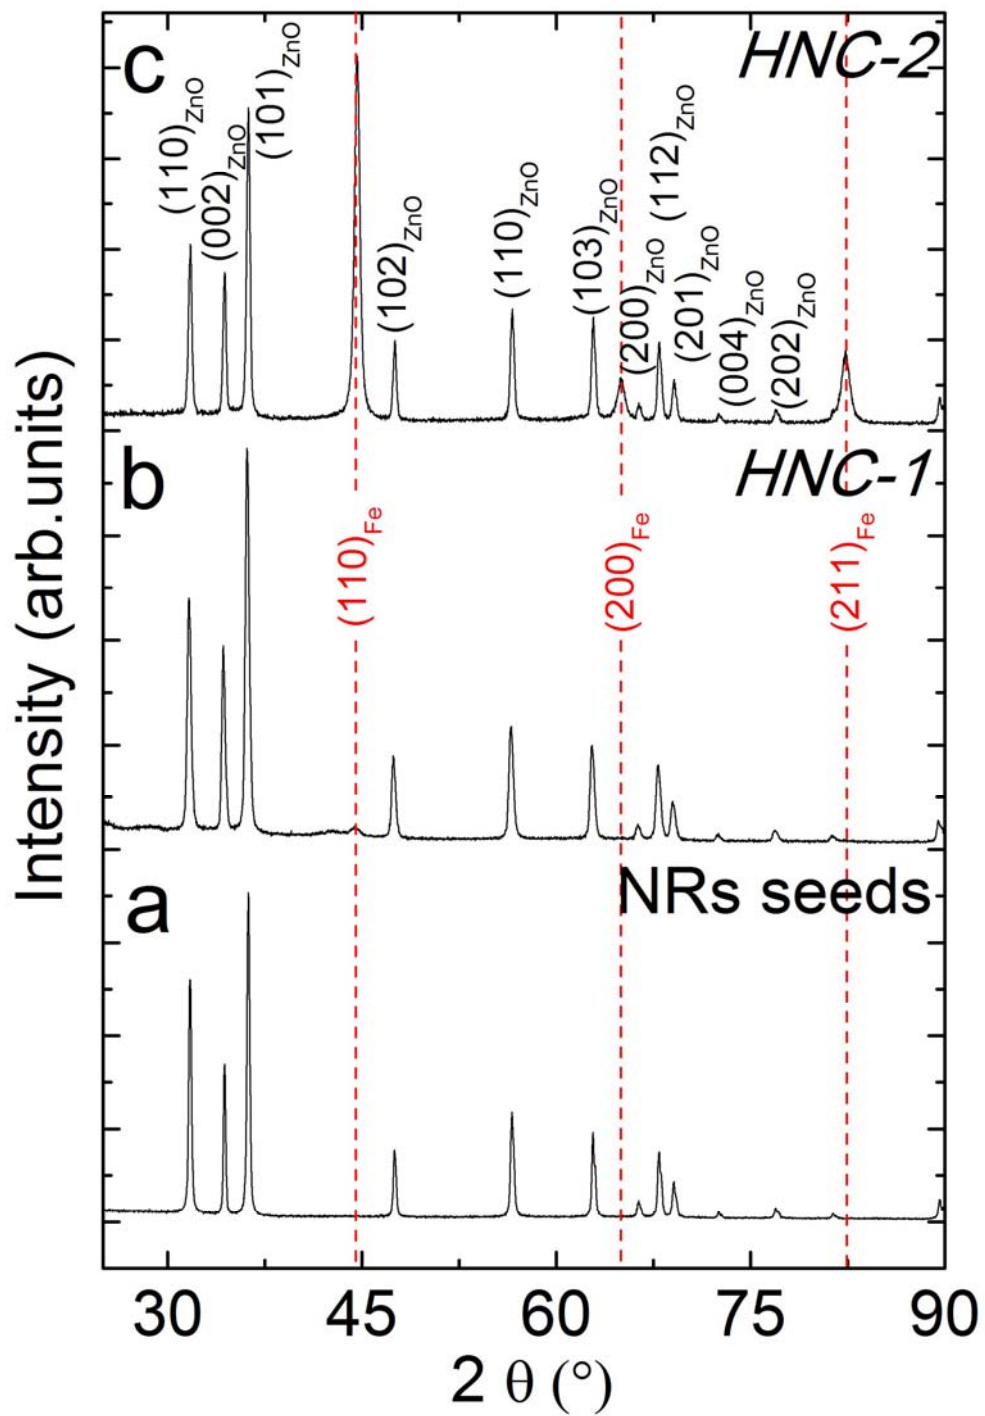 c
HNC-2
(110)ZnO
(002)ZnO
(101)ZnO
(102)ZnO
(110)ZnO
(103)ZnO
(200)ZnO
(112)ZnO
(201)ZnO
(004)ZnO
(202)ZnO
b
HNC-1
(110)Fe
(200)Fe
(211)Fe
a
NRs seeds
Intensity (arb.units)
30 45 60 75 90
2 θ (°)